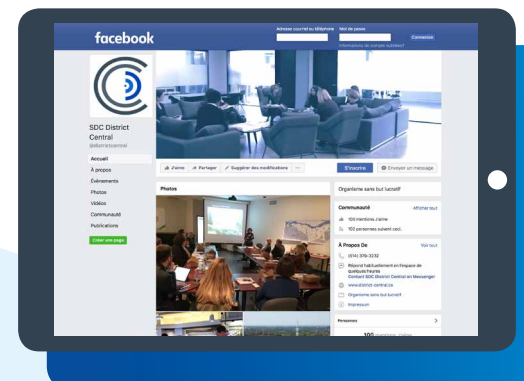 facebook
Adresse courriel ou téléphone
Mot de passe
Connexion
Informations de compte oubliées?
SDC District
Central
@districtcentral
Accueil
À propos
Événements
Photos
Vidéos
Communauté
Publications
Créer une page
J'aime
Partager
Suggérer des modifications
S'inscrire
Envoyer un message
Photos
Organisme sans but lucratif
Communauté
Afficher tout
100 mentions J'aime
100 personnes suivent ceci.
À Propos De
Voir tout
(514) 379-3232
Répond habituellement en l'espace de
quelques heures
Contact SDC District Central on Messenger
www.district-central.ca
Organisme sans but lucratif
Impressum
Personnes
100